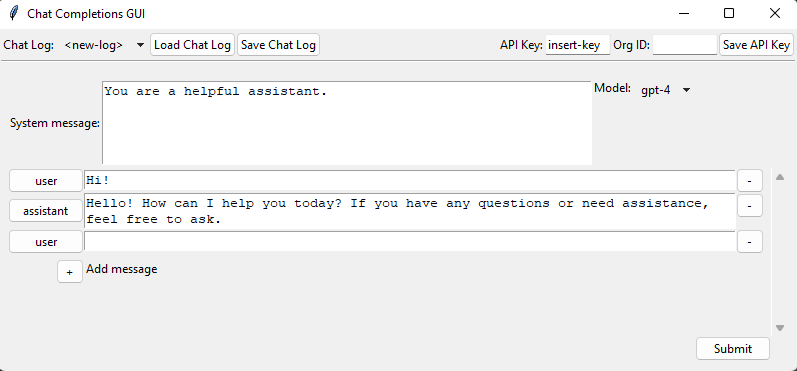 Chat Completions GUI
Chat Log: <new-log> Load Chat Log Save Chat Log API Key: insert-key Org ID: Save API Key
System message: You are a helpful assistant. Model: gpt-4
user Hi! -
assistant Hello! How can I help you today? If you have any questions or need assistance, -
feel free to ask.
user -
+ Add message
Submit